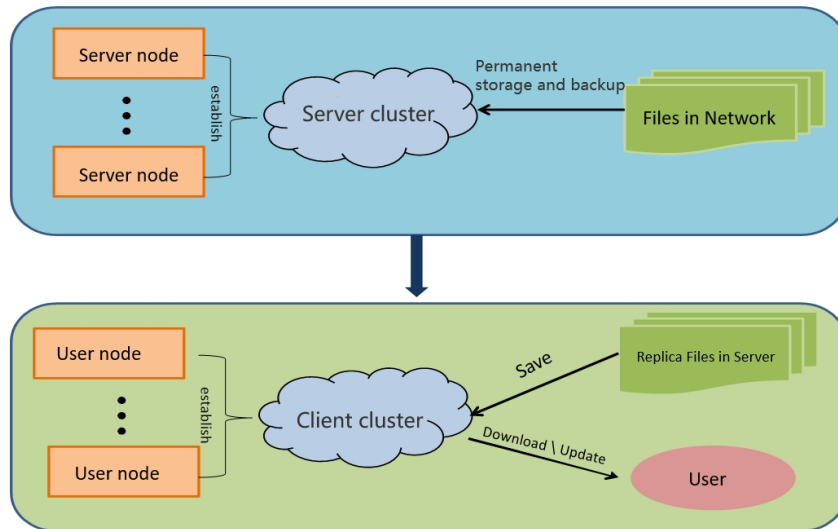 Server node
establish
Server node
Server cluster
Permanent
storage and backup
Files in Network
User node
establish
User node
Client cluster
Save
Download \ Update
Replica Files in Server
User